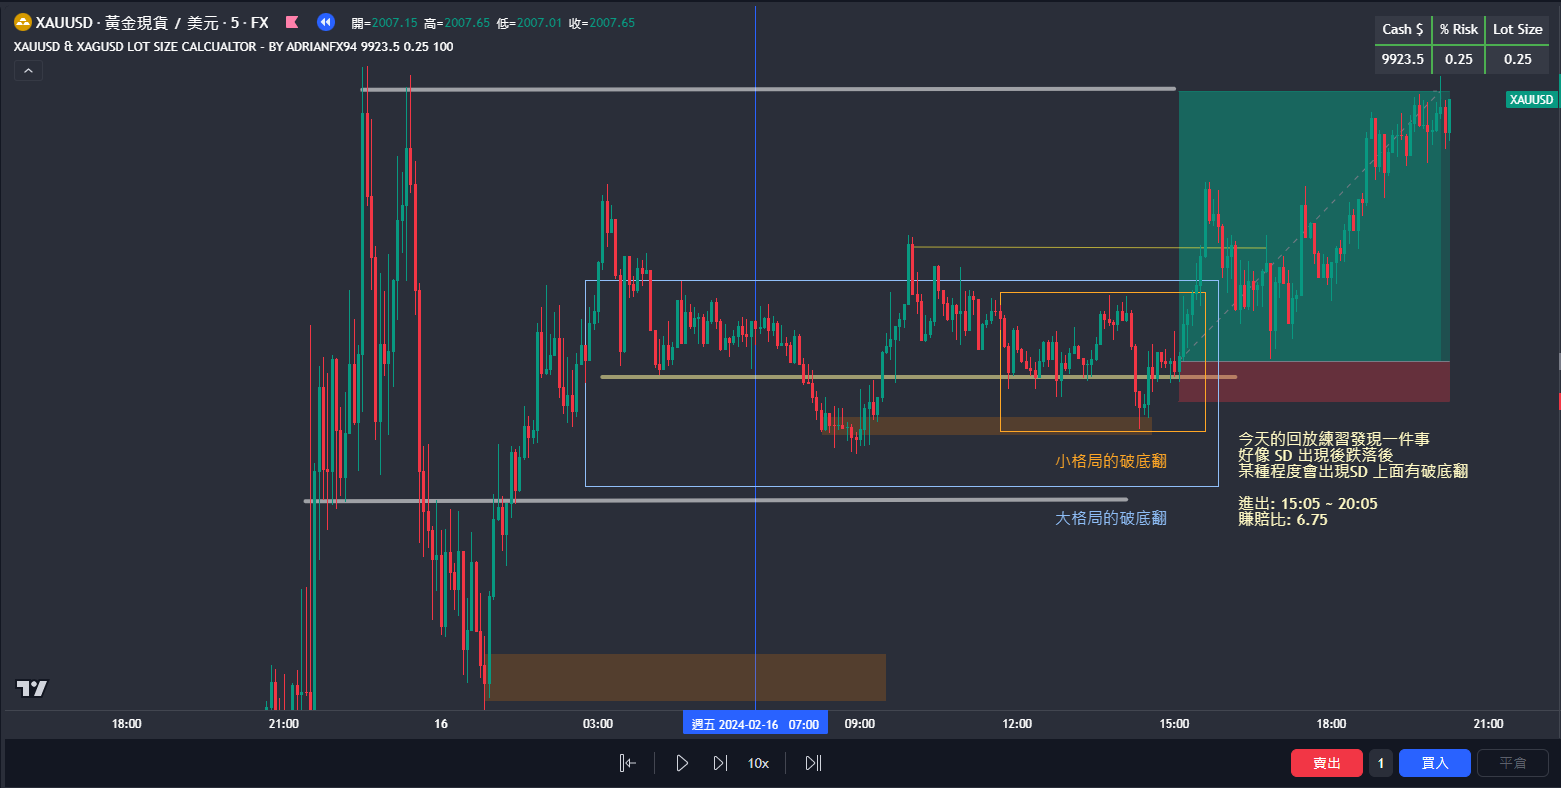 XAUUSD · 黃金現貨 / 美元 · 5 · FX
開=2007.15 高=2007.65 低=2007.01 收=2007.65
XAUUSD & XAGUSD LOT SIZE CALCUALTOR - BY ADRIANFX94 9923.5 0.25 100
Cash $ % Risk Lot Size
9923.5 0.25 0.25
XAUUSD
今天的回放練習發現一件事
好像 SD 出現後跌落後
某種程度會出現SD 上面有破底翻
小格局的破底翻
進出: 15:05 ~ 20:05
賺賠比: 6.75
大格局的破底翻
18:00 21:00 16 03:00 週五 2024-02-16 07:00 09:00 12:00 15:00 18:00 21:00
10x
賣出 1 買入 平倉